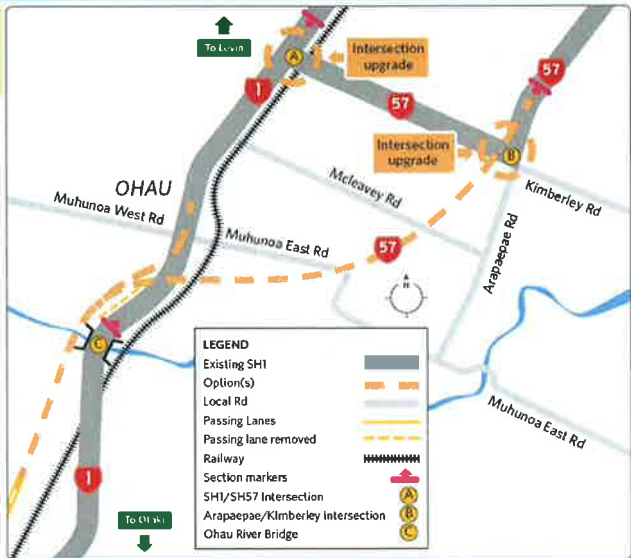 To Levin
A
Intersection
upgrade
1
57
57
Intersection
upgrade
B
OHAU
Mcleavey Rd
Kimberley Rd
Muhunoa West Rd
Muhunoa East Rd
57
Arapaepae Rd
N
C
LEGEND
Existing SH1
Option(s)
Local Rd
Passing Lanes
Passing lane removed
Railway
Section markers
SH1/SH57 Intersection A
Arapaepae/Kimberley intersection B
Ohau River Bridge C
Muhunoa East Rd
1
To Otaki